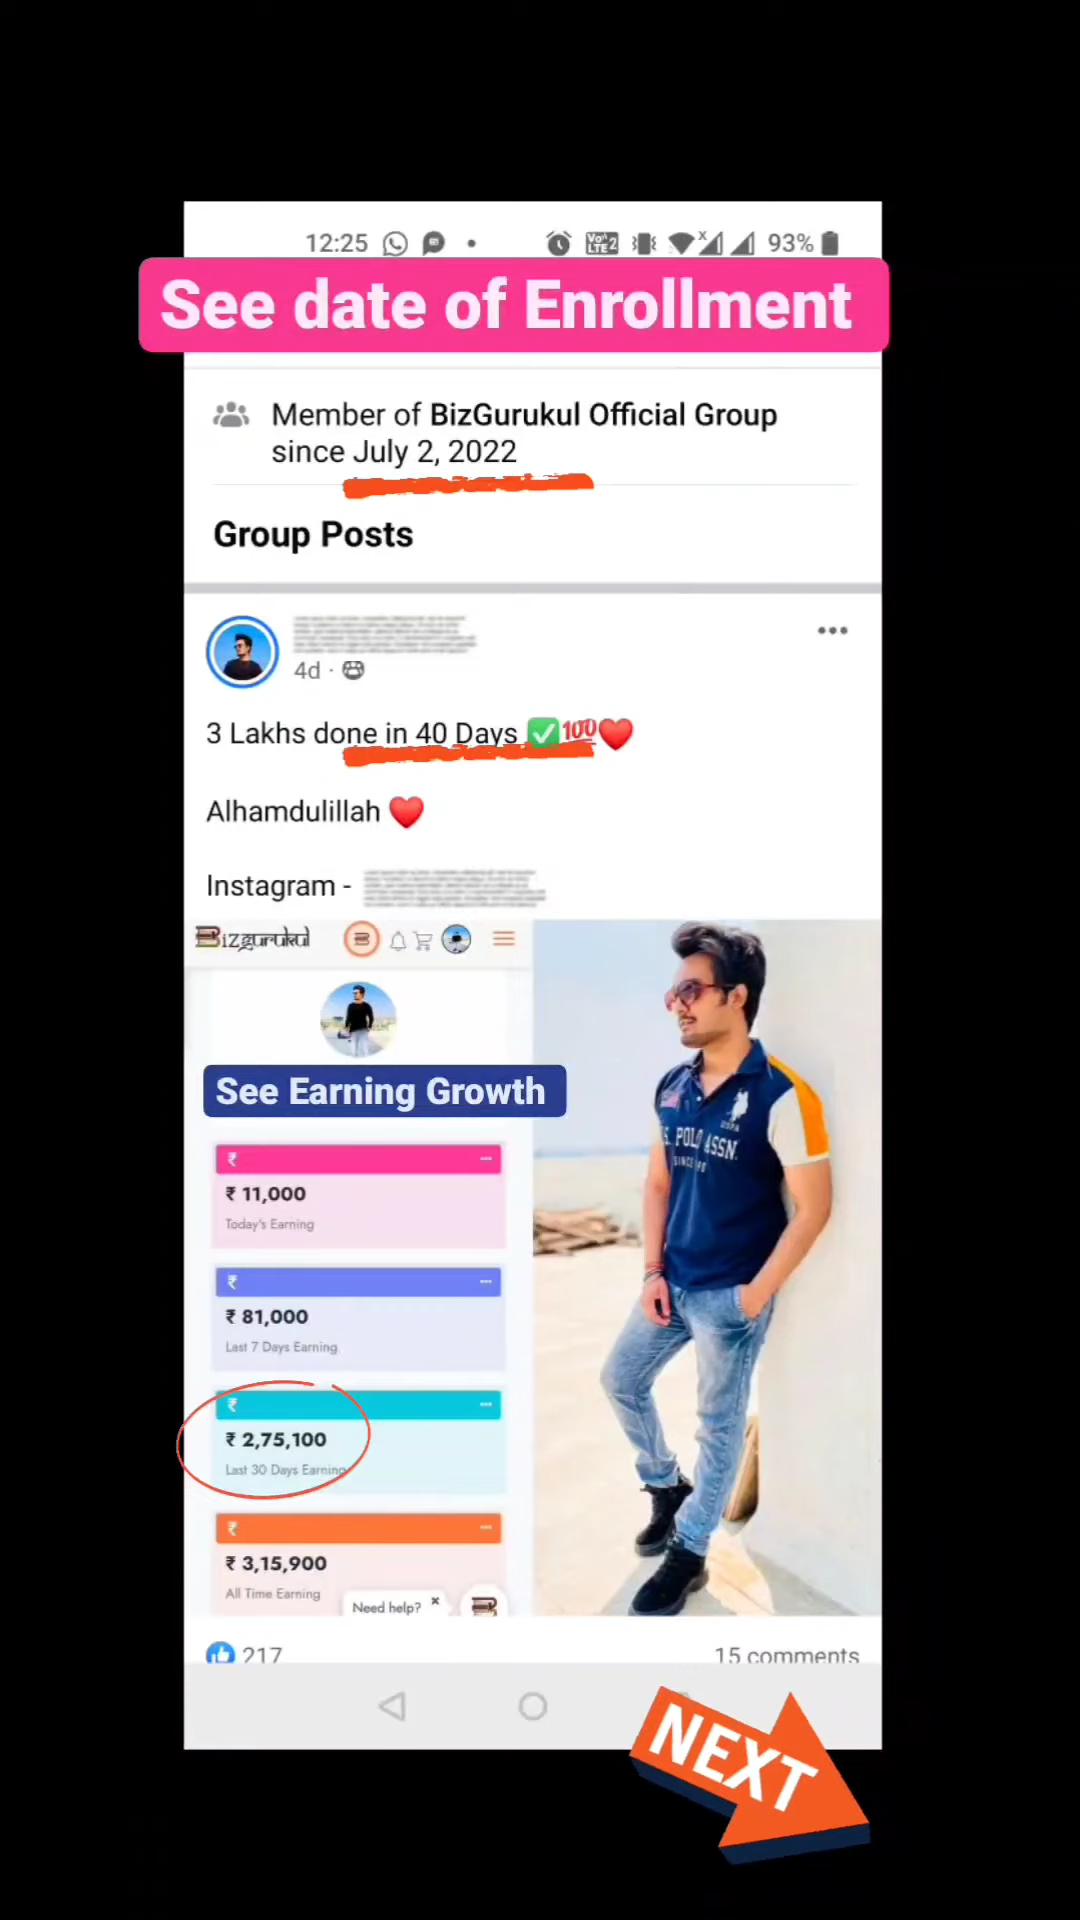 12:25 VoLTE2 93%
See date of Enrollment
Member of BizGurukul Official Group
since July 2, 2022
Group Posts
4d ·
3 Lakhs done in 40 Days ✅💯♥️
Alhamdulillah ♥️
Instagram -
Bizgurukul
See Earning Growth
₹
₹ 11,000
Today's Earning
₹
₹ 81,000
Last 7 Days Earning
₹
₹ 2,75,100
Last 30 Days Earning
₹
₹ 3,15,900
All Time Earning
Need help? ×
U.S. POLO ASSN.
217
15 comments
NEXT